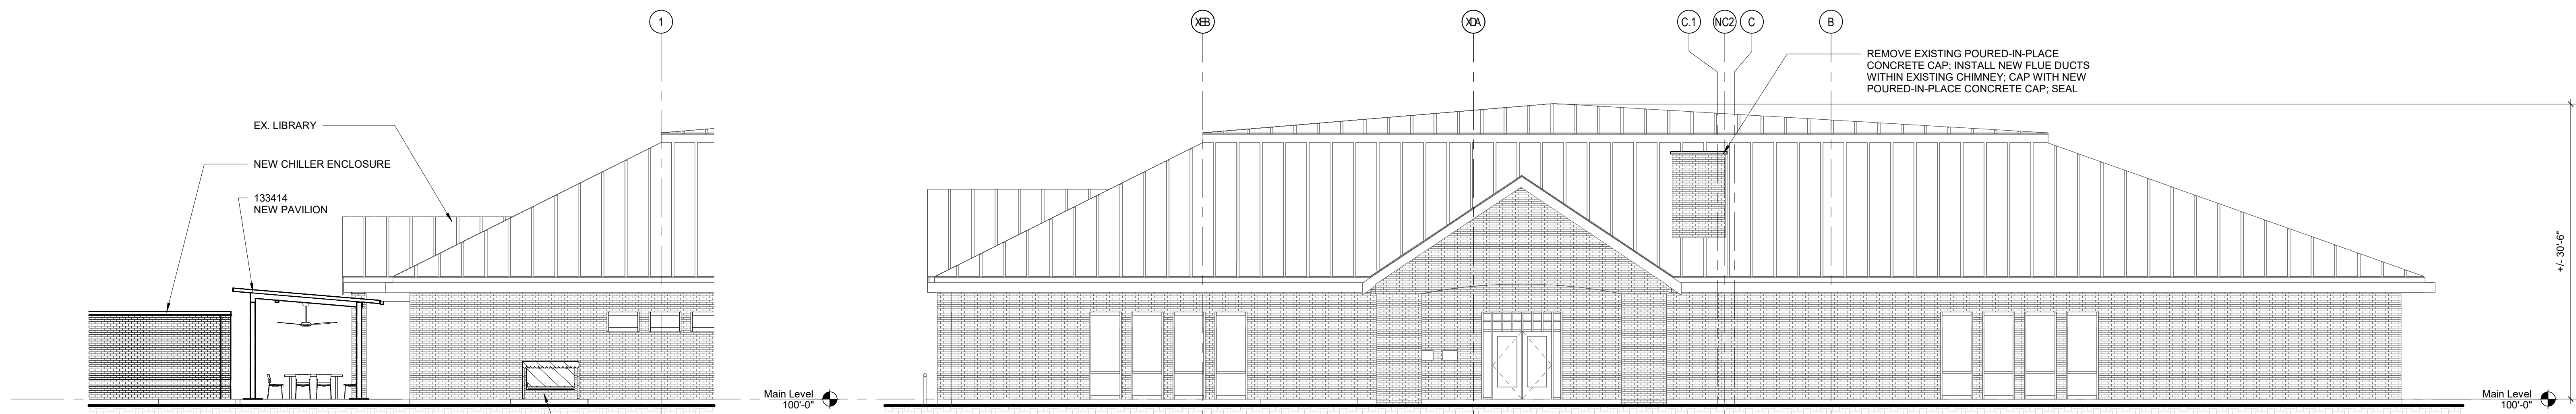 1
EX. LIBRARY
NEW CHILLER ENCLOSURE
133414
NEW PAVILION
Main Level
100'-0"
C.1
NC2
C
B
REMOVE EXISTING POURED-IN-PLACE
CONCRETE CAP; INSTALL NEW FLUE DUCTS
WITHIN EXISTING CHIMNEY; CAP WITH NEW
POURED-IN-PLACE CONCRETE CAP; SEAL
+/- 30'-6"
Main Level
100'-0"